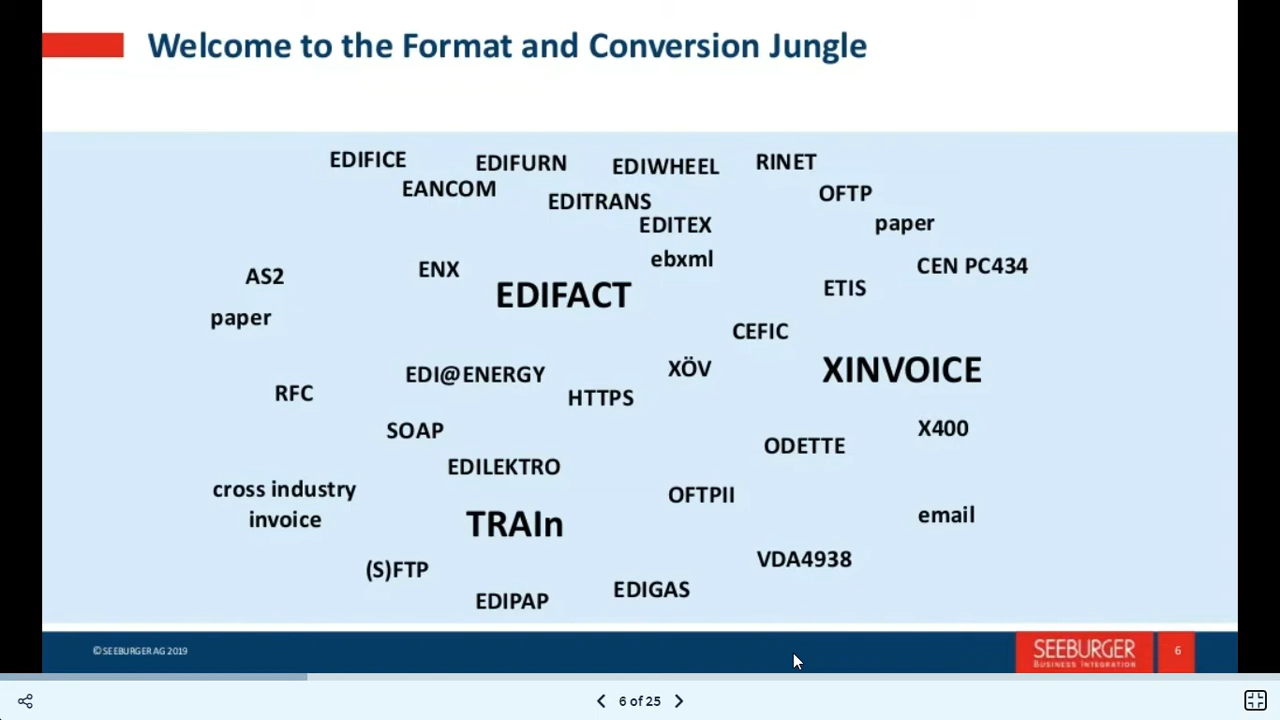 Welcome to the Format and Conversion Jungle
EDIFICE
EDIFURN
EDIWHEEL
RINET
EANCOM
EDITRANS
OFTP
EDITEX
paper
ebxml
CEN PC434
AS2
ENX
EDIFACT
ETIS
paper
CEFIC
EDI@ENERGY
XÖV
XINVOICE
RFC
HTTPS
SOAP
X400
ODETTE
EDILEKTRO
cross industry
invoice
OFTPII
email
TRAIn
VDA4938
(S)FTP
EDIPAP
EDIGAS
© SEEBURGER AG 2019
SEEBURGER
BUSINESS INTEGRATION
6
6 of 25